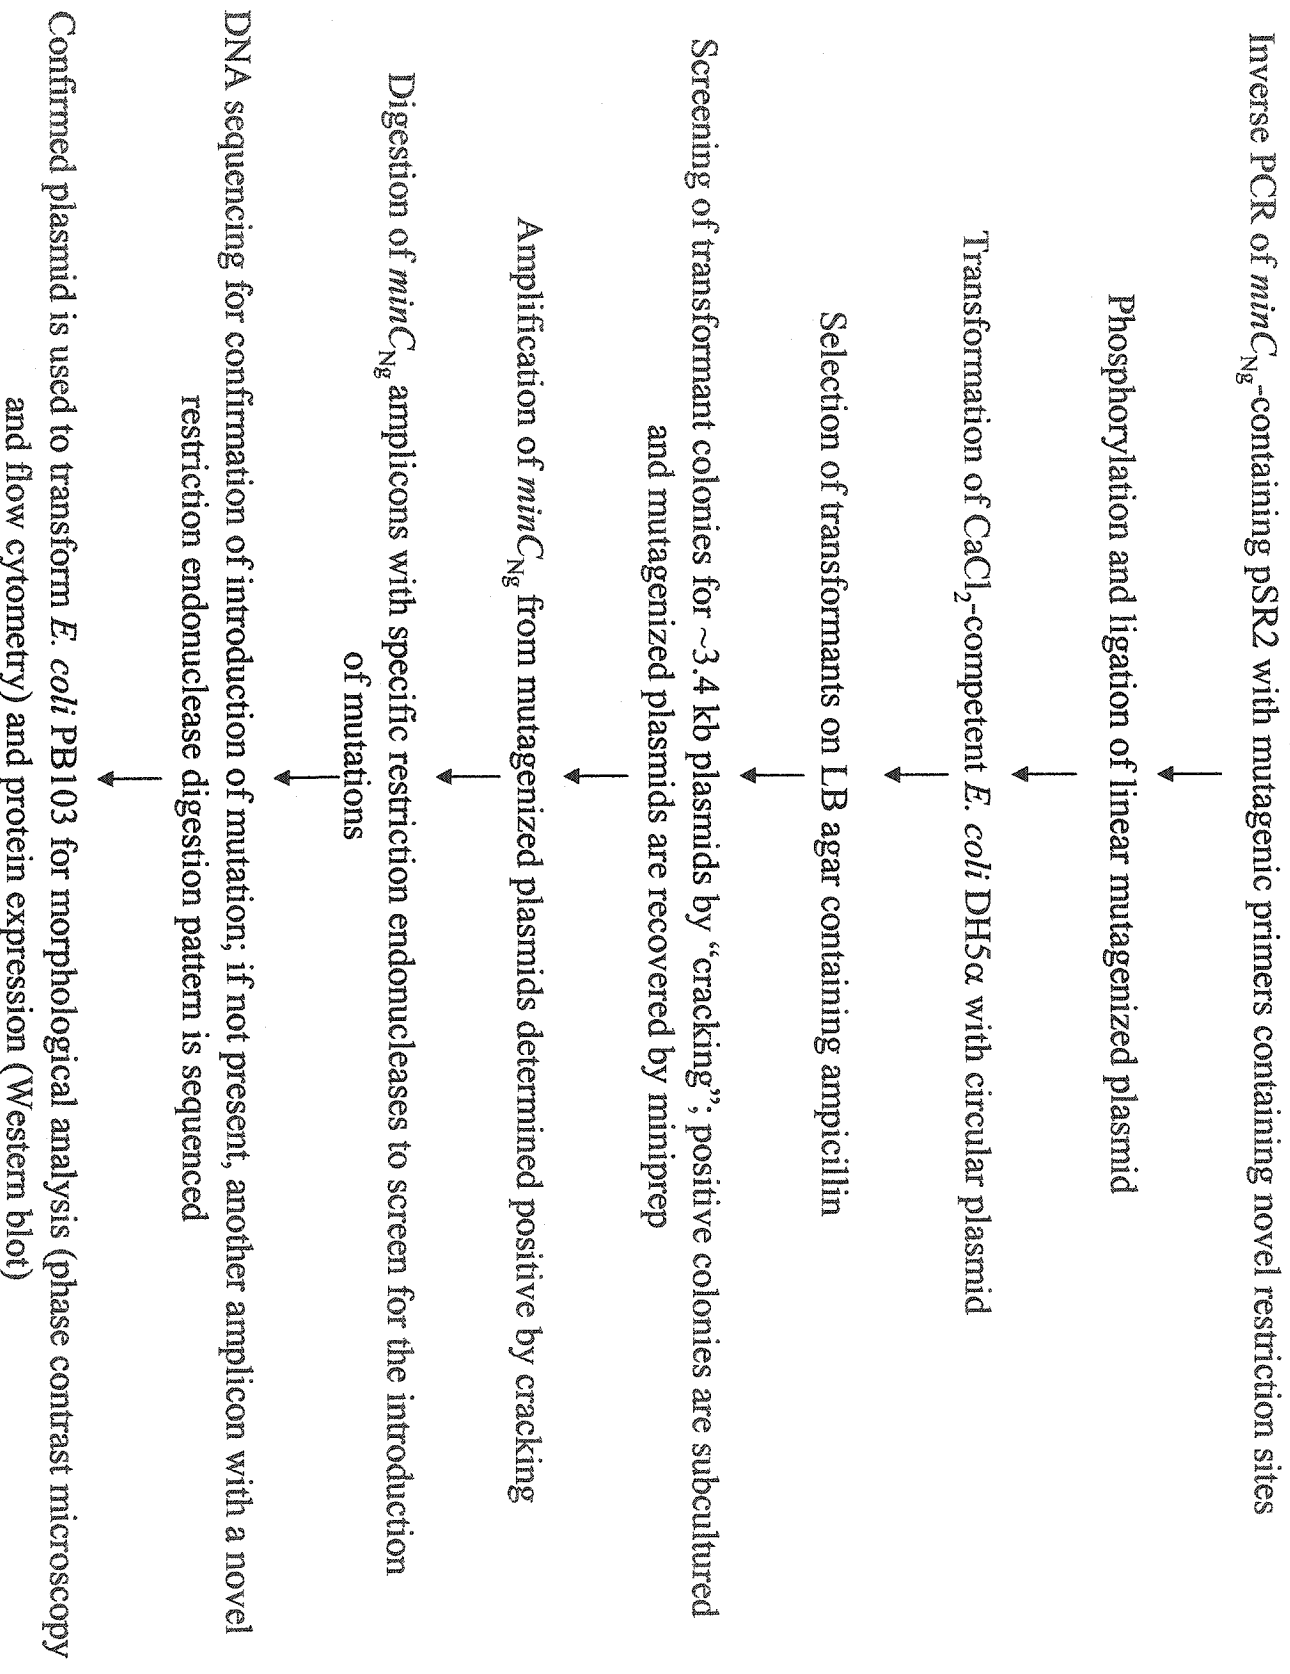 Inverse PCR of minC_Ng-containing pSR2 with mutagenic primers containing novel restriction sites
Phosphorylation and ligation of linear mutagenized plasmid
Transformation of CaCl₂-competent E. coli DH5α with circular plasmid
Selection of transformants on LB agar containing ampicillin
Screening of transformant colonies for ~3.4 kb plasmids by “cracking”; positive colonies are subcultured
and mutagenized plasmids are recovered by miniprep
Amplification of minC_Ng from mutagenized plasmids determined positive by cracking
Digestion of minC_Ng amplicons with specific restriction endonucleases to screen for the introduction
of mutations
DNA sequencing for confirmation of introduction of mutation; if not present, another amplicon with a novel
restriction endonuclease digestion pattern is sequenced
Confirmed plasmid is used to transform E. coli PB103 for morphological analysis (phase contrast microscopy
and flow cytometry) and protein expression (Western blot)